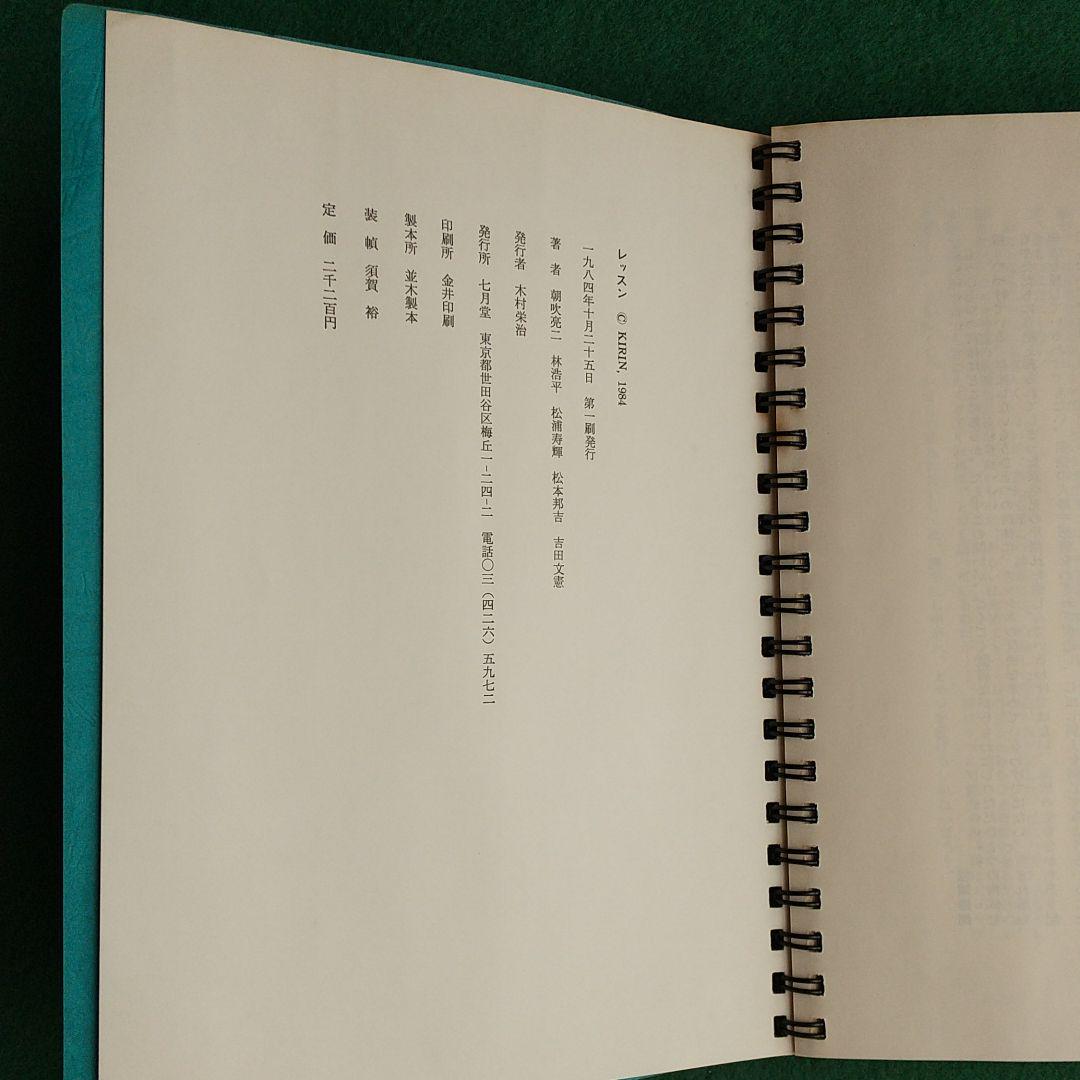 レッスン © KIRIN, 1984
一九八四年十月二十五日 第一刷発行
著者 朝吹亮二 林浩平 松浦寿輝 松本邦吉 吉田文憲
発行者 木村栄治
発行所 七月堂 東京都世田谷区梅丘一-二四-二 電話〇三(四二六)五九七二
印刷所 金井印刷
製本所 並木製本
装幀 須賀裕
定価 二千二百円